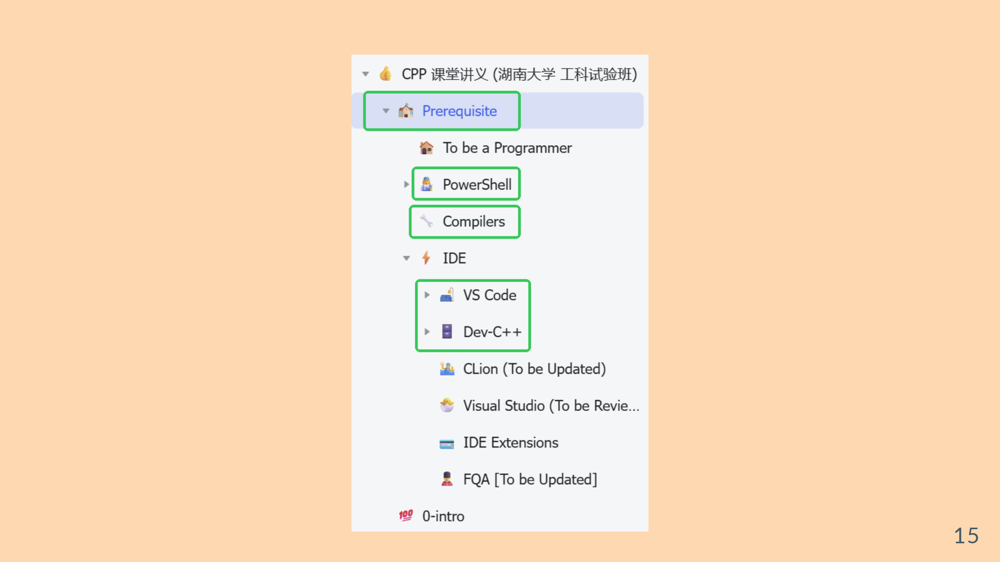 CPP 课堂讲义 (湖南大学 工科试验班)
Prerequisite
To be a Programmer
PowerShell
Compilers
IDE
VS Code
Dev-C++
CLion (To be Updated)
Visual Studio (To be Revie...
IDE Extensions
FQA [To be Updated]
0-intro
15